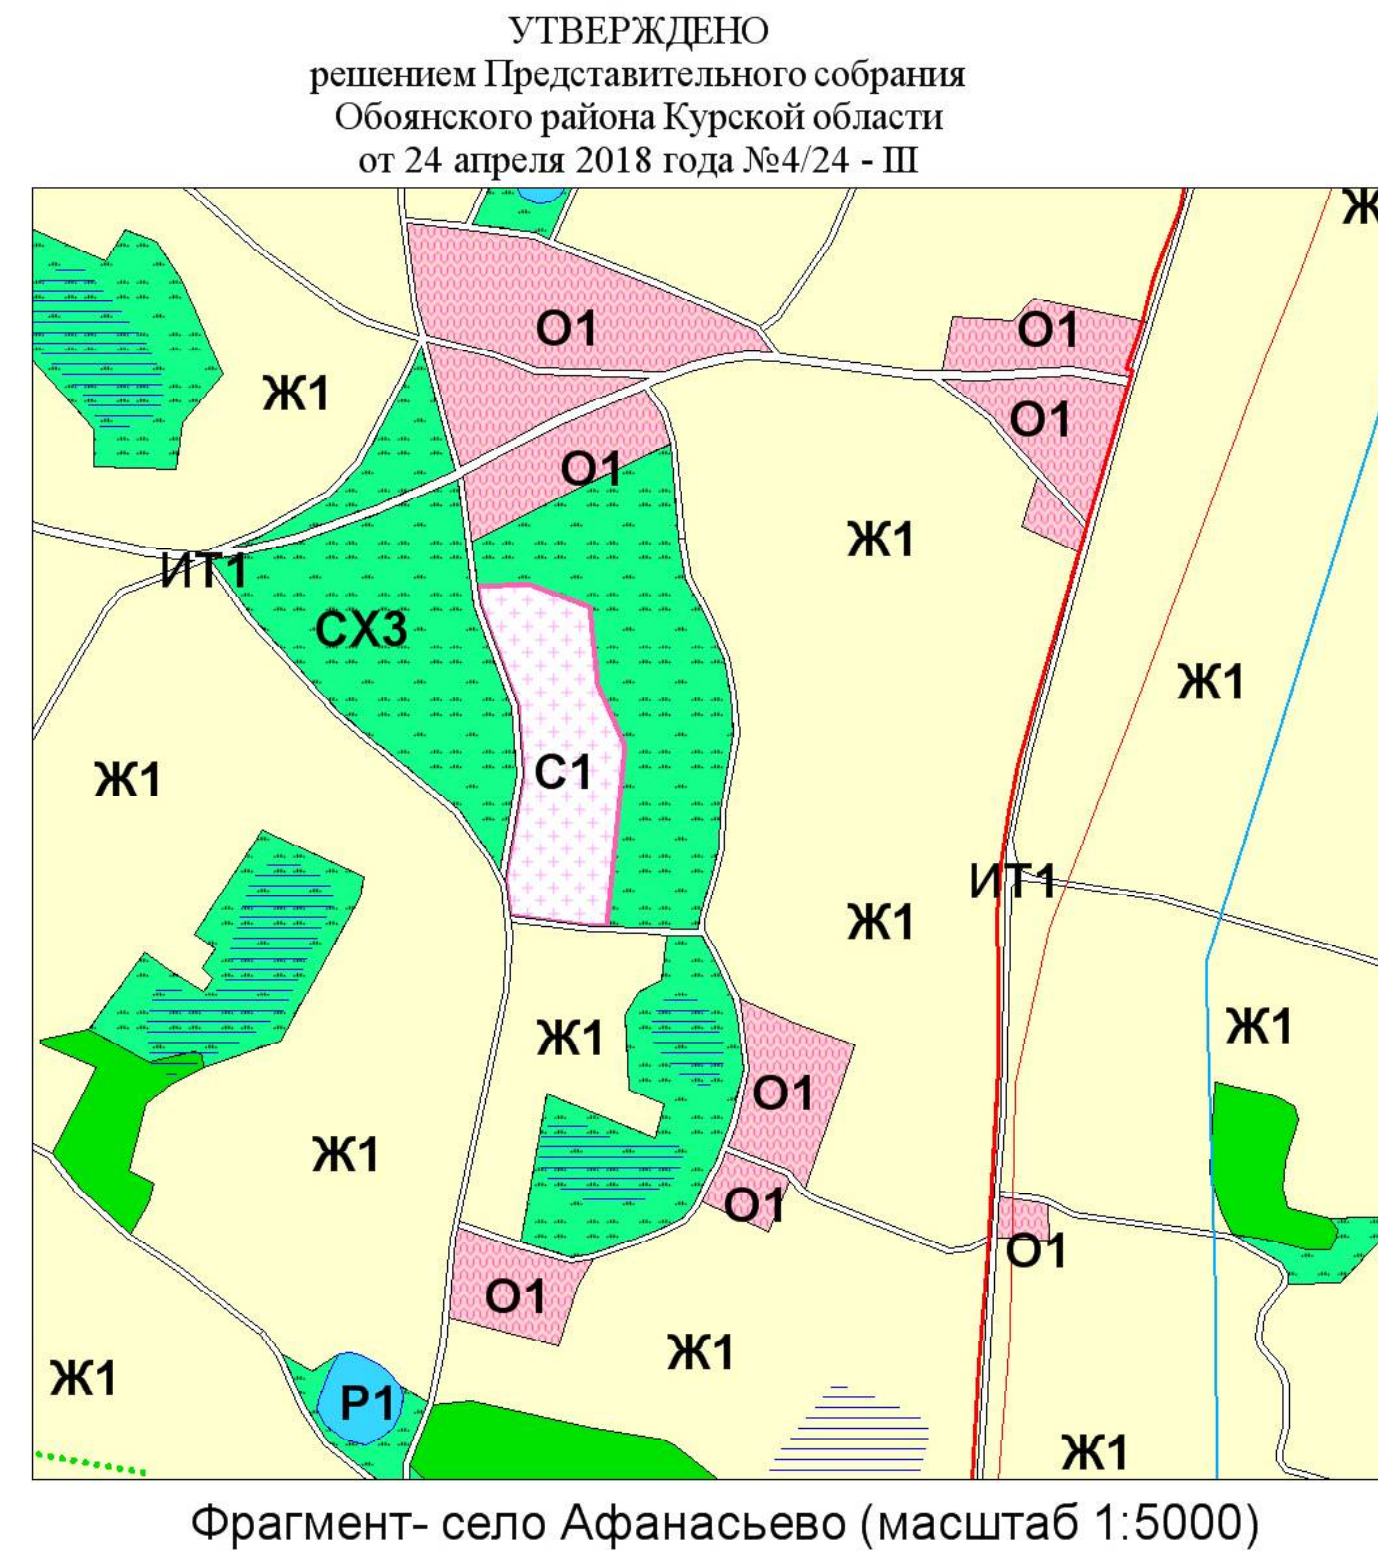 УТВЕРЖДЕНО
решением Представительного собрания
Обоянского района Курской области
от 24 апреля 2018 года №4/24 - III
Ж
О1
О1
Ж1
О1
О1
Ж1
ИТ1
СХ3
Ж1
С1
Ж1
ИТ1
Ж1
Ж1
Ж1
О1
Ж1
О1
О1
О1
Ж1
Ж1
Р1
Ж1
Фрагмент- село Афанасьево (масштаб 1:5000)